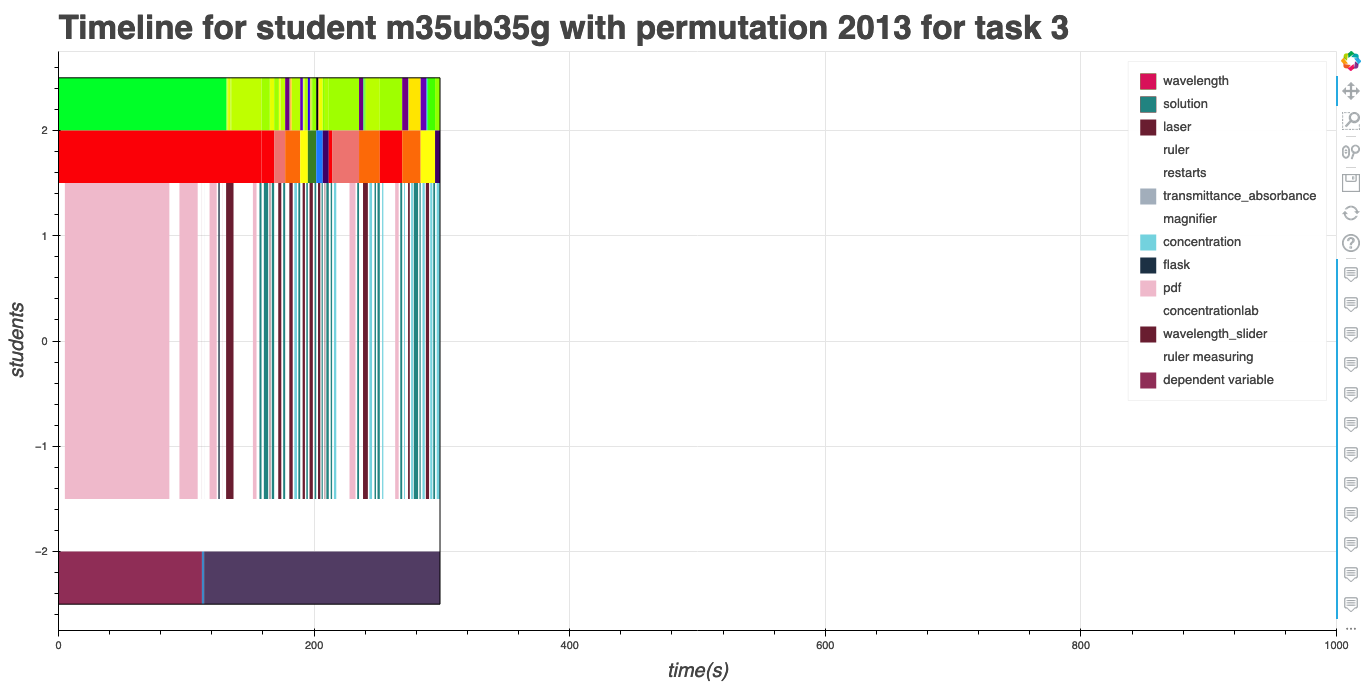 Timeline for student m35ub35g with permutation 2013 for task 3
wavelength
solution
laser
ruler
restarts
transmittance_absorbance
magnifier
concentration
flask
pdf
concentrationlab
wavelength_slider
ruler measuring
dependent variable
students
2
1
0
−1
−2
0
200
400
600
800
1000
time(s)